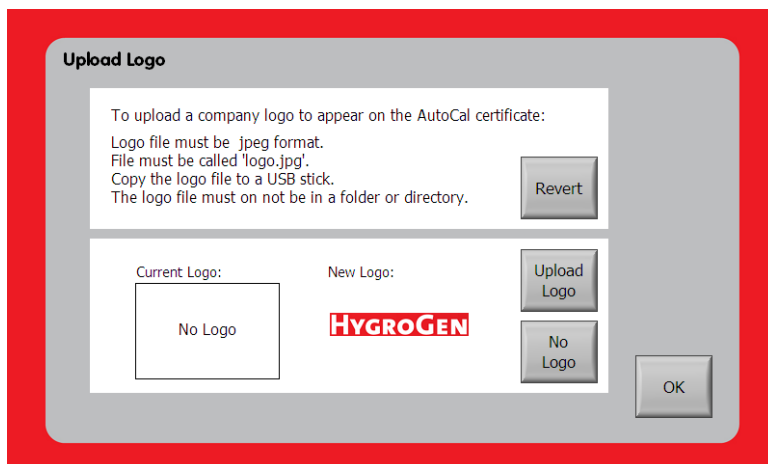 Upload Logo
To upload a company logo to appear on the AutoCal certificate:
Logo file must be  jpeg format.
File must be called 'logo.jpg'.
Copy the logo file to a USB stick.
The logo file must on not be in a folder or directory.
Revert
Current Logo:
New Logo:
No Logo
HYGROGEN
Upload
Logo
No
Logo
OK